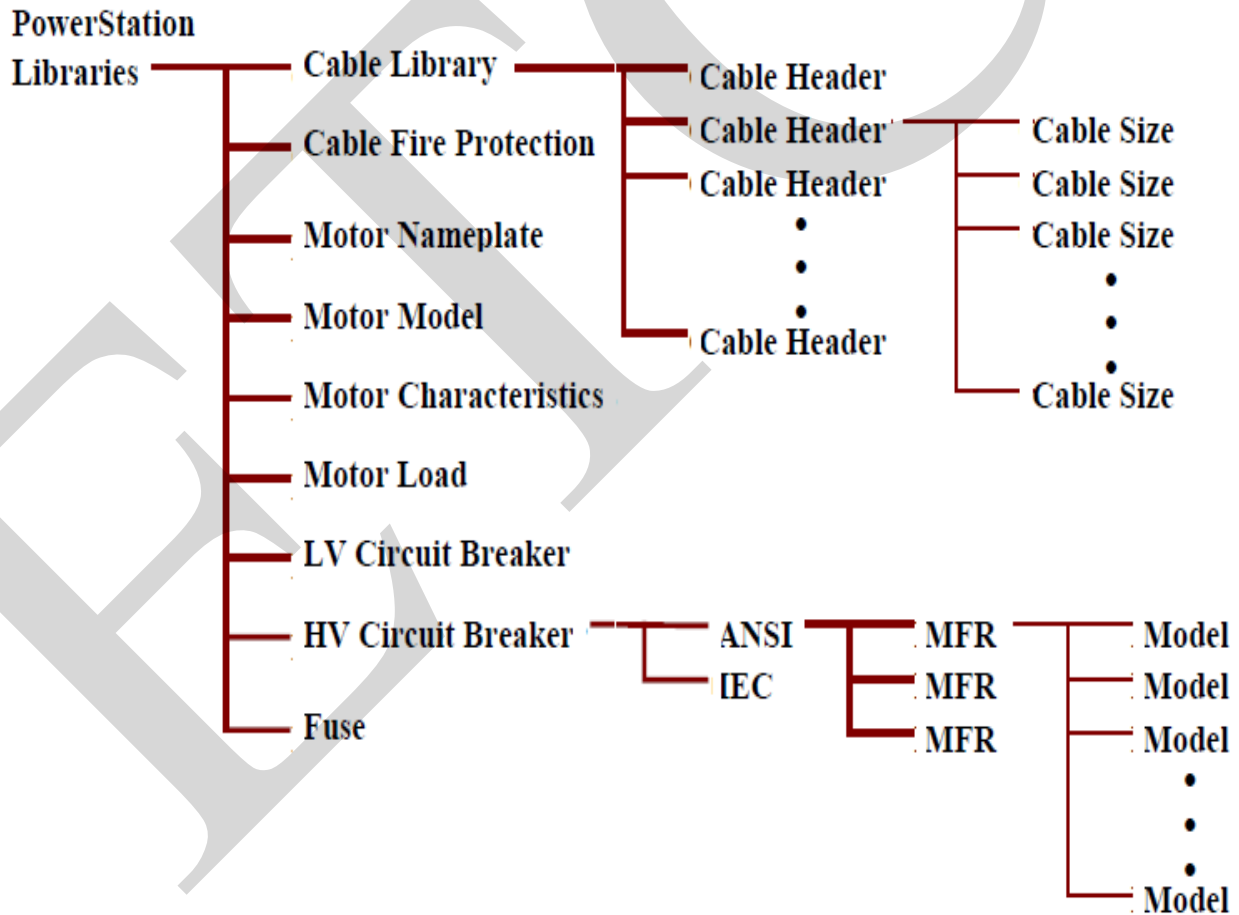 PowerStation
Libraries
Cable Library
Cable Header
Cable Header
Cable Size
Cable Fire Protection
Cable Header
Cable Size
Motor Nameplate
Cable Size
Motor Model
Cable Header
Motor Characteristics
Cable Size
Motor Load
LV Circuit Breaker
HV Circuit Breaker
ANSI
MFR
Model
IEC
MFR
Model
Fuse
MFR
Model
Model